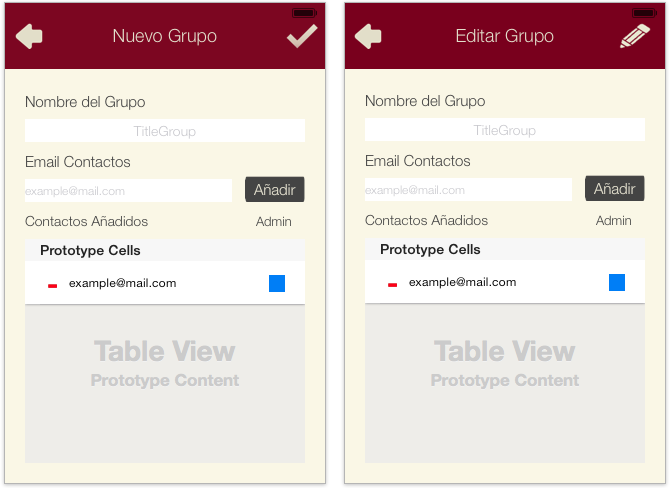 Nuevo Grupo
Nombre del Grupo
TitleGroup
Email Contactos
example@mail.com
Añadir
Contactos Añadidos
Admin
Prototype Cells
example@mail.com
Table View
Prototype Content
Editar Grupo
Nombre del Grupo
TitleGroup
Email Contactos
example@mail.com
Añadir
Contactos Añadidos
Admin
Prototype Cells
example@mail.com
Table View
Prototype Content